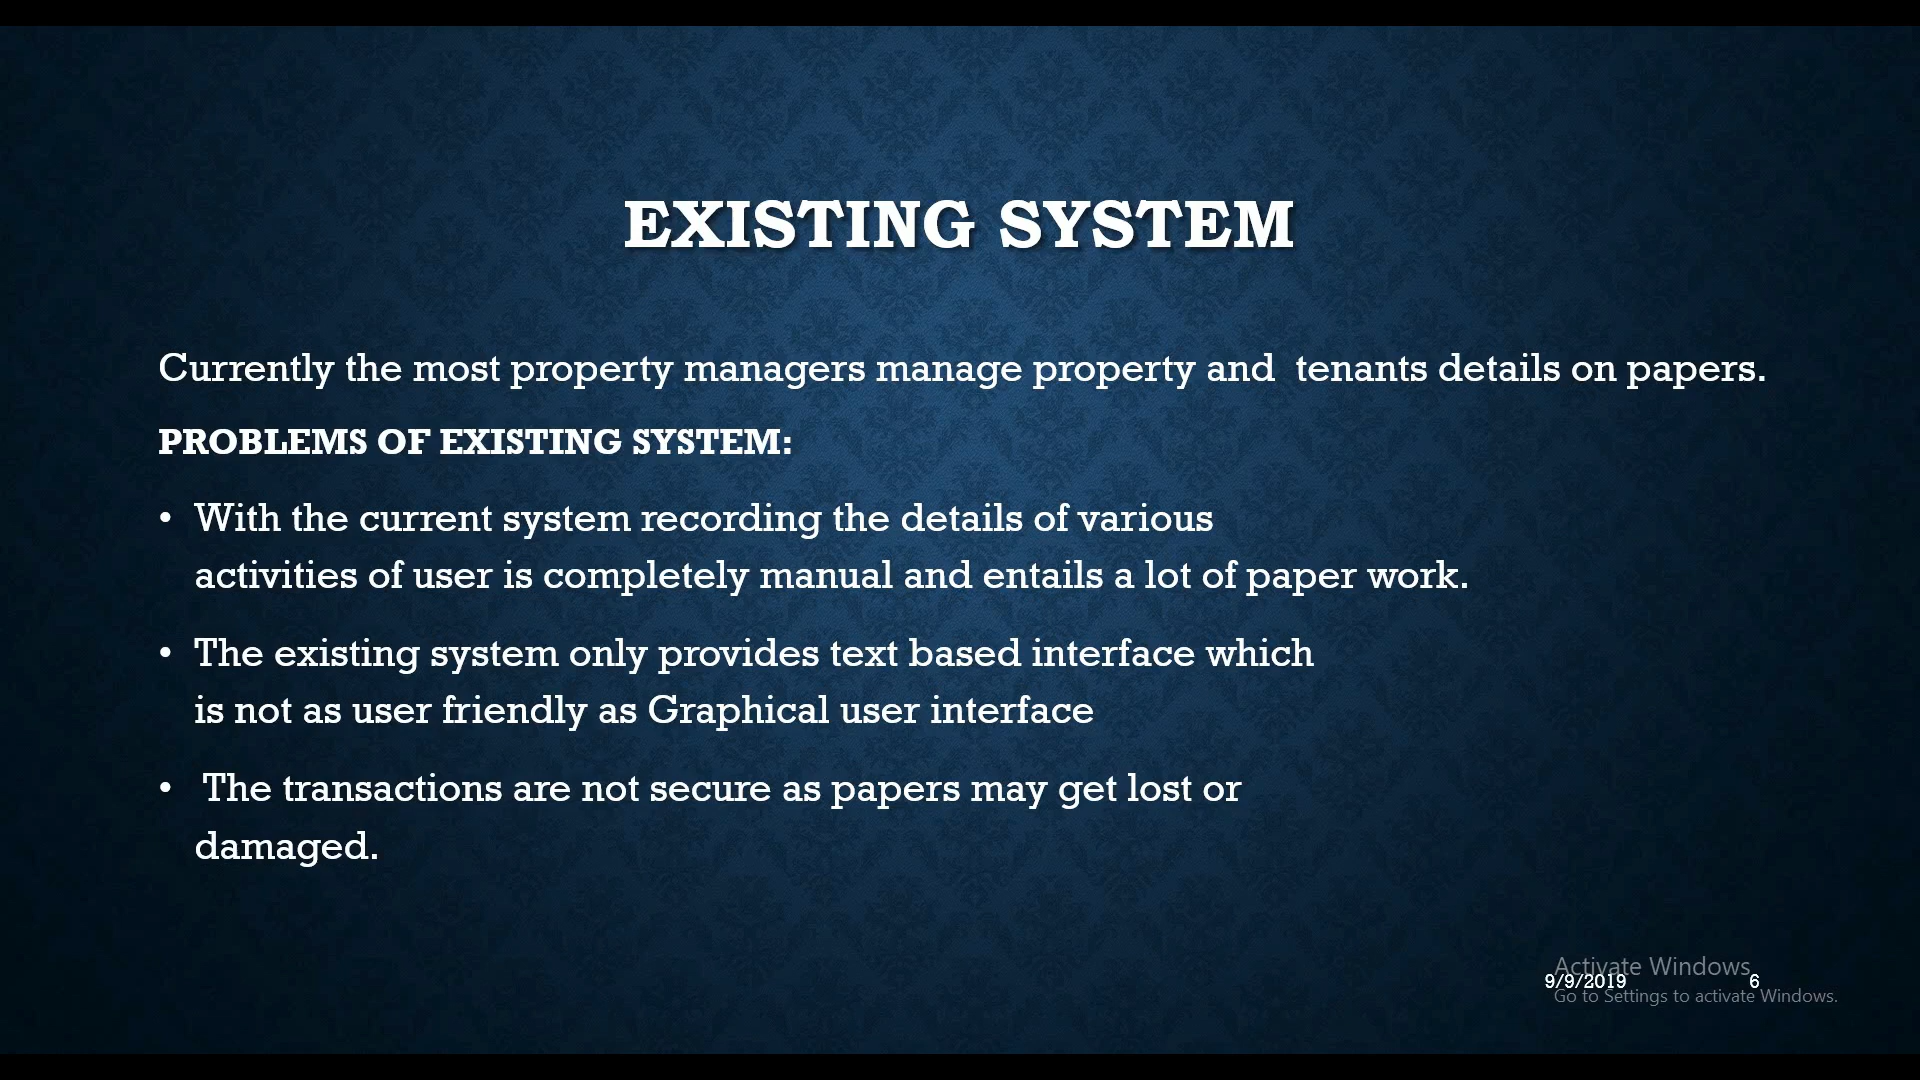 EXISTING SYSTEM
Currently the most property managers manage property and  tenants details on papers.
PROBLEMS OF EXISTING SYSTEM:
• With the current system recording the details of various
activities of user is completely manual and entails a lot of paper work.
• The existing system only provides text based interface which
is not as user friendly as Graphical user interface
• The transactions are not secure as papers may get lost or
damaged.
Activate Windows
9/9/2019 6
Go to Settings to activate Windows.